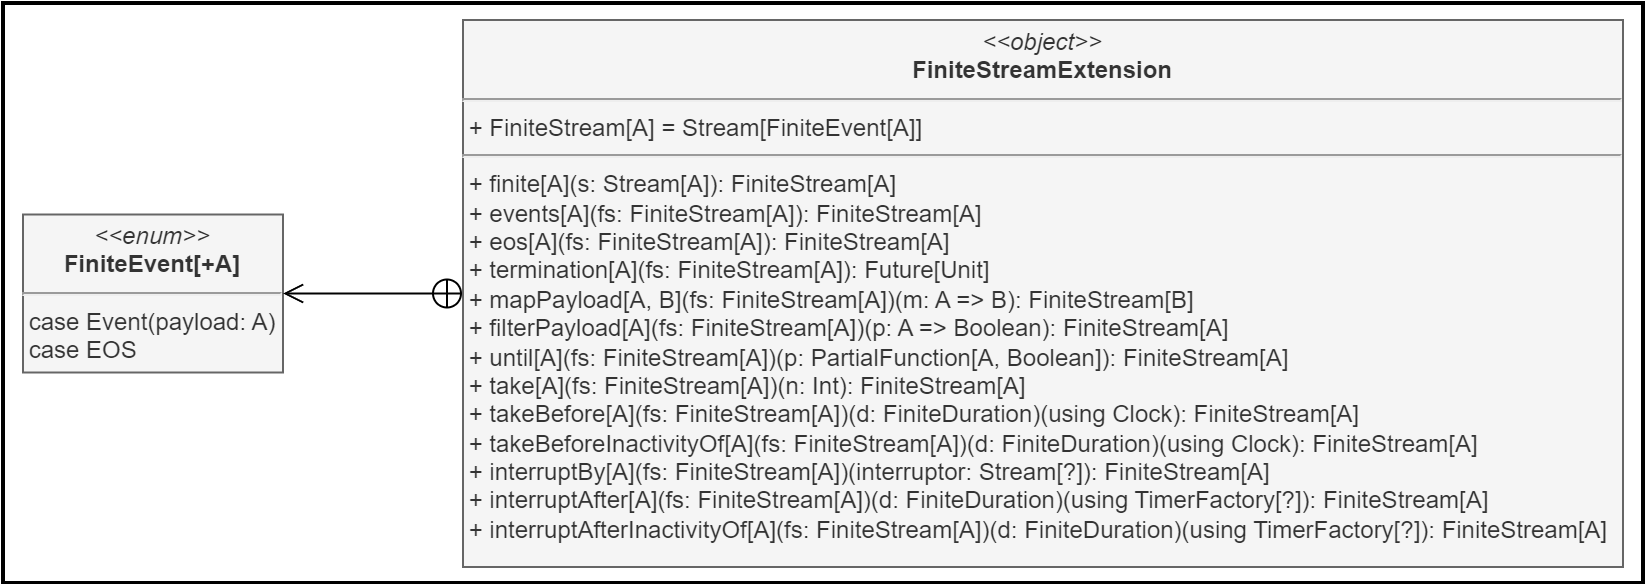 <<enum>>
FiniteEvent[+A]
case Event(payload: A)
case EOS
<<object>>
FiniteStreamExtension
+ FiniteStream[A] = Stream[FiniteEvent[A]]
+ finite[A](s: Stream[A]): FiniteStream[A]
+ events[A](fs: FiniteStream[A]): FiniteStream[A]
+ eos[A](fs: FiniteStream[A]): FiniteStream[A]
+ termination[A](fs: FiniteStream[A]): Future[Unit]
+ mapPayload[A, B](fs: FiniteStream[A])(m: A => B): FiniteStream[B]
+ filterPayload[A](fs: FiniteStream[A])(p: A => Boolean): FiniteStream[A]
+ until[A](fs: FiniteStream[A])(p: PartialFunction[A, Boolean]): FiniteStream[A]
+ take[A](fs: FiniteStream[A])(n: Int): FiniteStream[A]
+ takeBefore[A](fs: FiniteStream[A])(d: FiniteDuration)(using Clock): FiniteStream[A]
+ takeBeforeInactivityOf[A](fs: FiniteStream[A])(d: FiniteDuration)(using Clock): FiniteStream[A]
+ interruptBy[A](fs: FiniteStream[A])(interruptor: Stream[?]): FiniteStream[A]
+ interruptAfter[A](fs: FiniteStream[A])(d: FiniteDuration)(using TimerFactory[?]): FiniteStream[A]
+ interruptAfterInactivityOf[A](fs: FiniteStream[A])(d: FiniteDuration)(using TimerFactory[?]): FiniteStream[A]